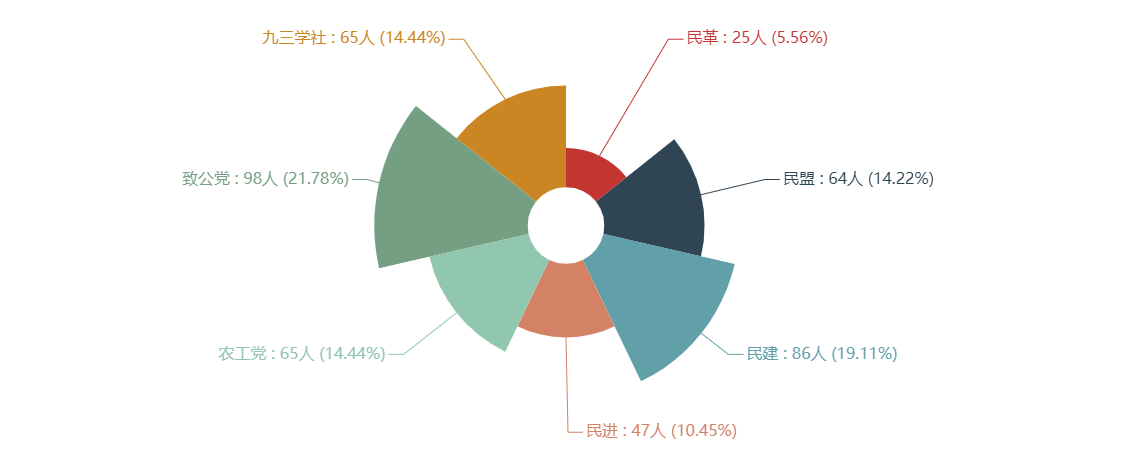 九三学社 : 65人 (14.44%)
民革 : 25人 (5.56%)
致公党 : 98人 (21.78%)
民盟 : 64人 (14.22%)
农工党 : 65人 (14.44%)
民建 : 86人 (19.11%)
民进 : 47人 (10.45%)